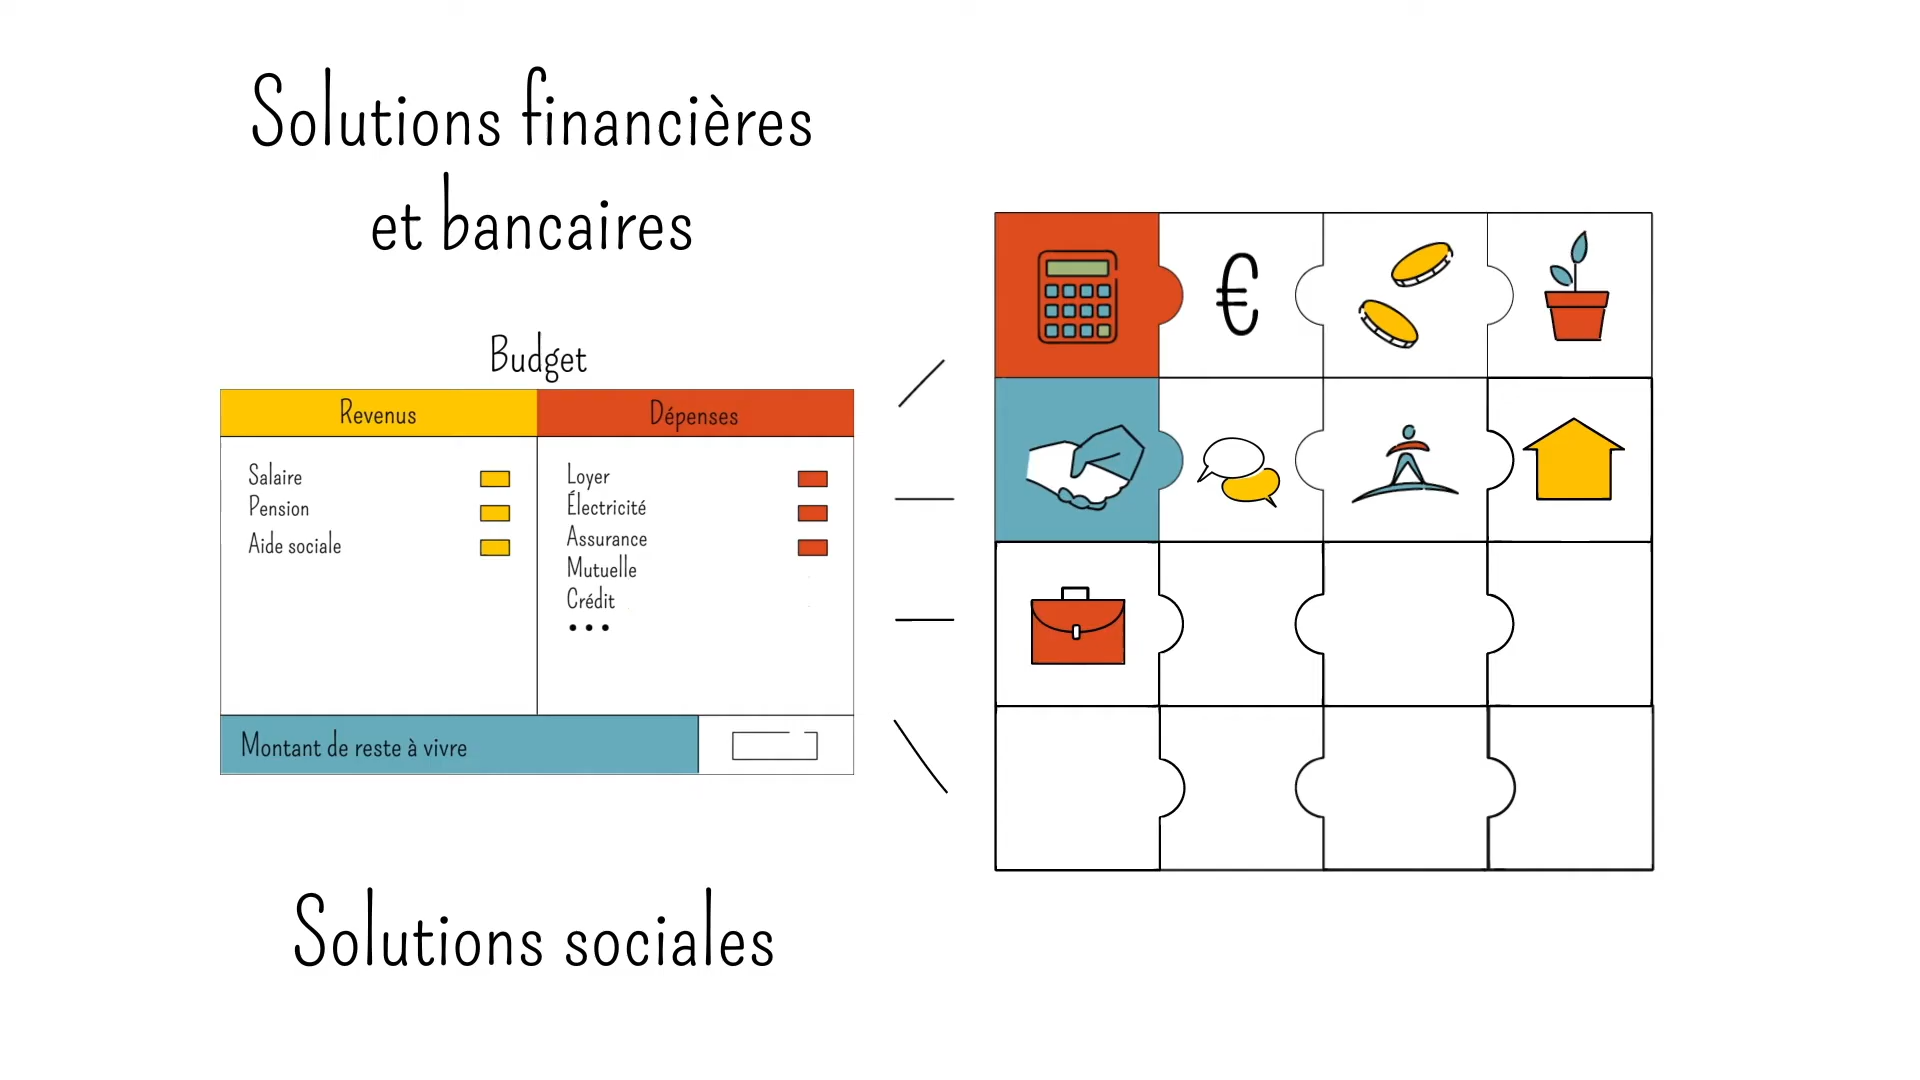 Solutions financières
et bancaires
Budget
Revenus
Dépenses
Salaire
Pension
Aide sociale
Loyer
Électricité
Assurance
Mutuelle
Crédit
...
Montant de reste à vivre
€
Solutions sociales